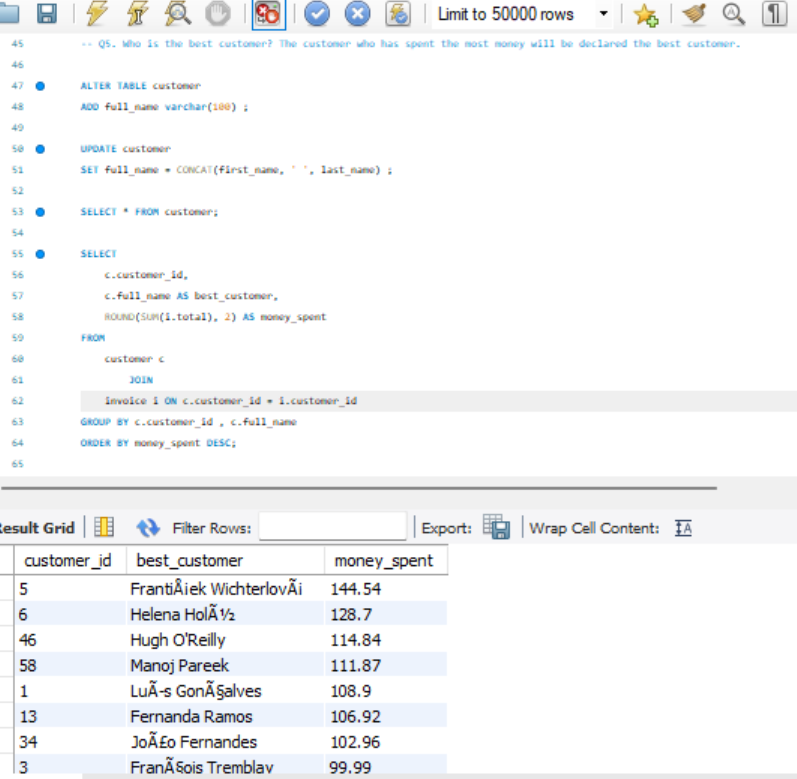 Limit to 50000 rows
45 -- Q5. Who is the best customer? The customer who has spent the most money will be declared the best customer.
46
47 ALTER TABLE customer
48 ADD full_name varchar(100) ;
49
50 UPDATE customer
51 SET full_name = CONCAT(first_name, ' ', last_name) ;
52
53 SELECT * FROM customer;
54
55 SELECT
56 c.customer_id,
57 c.full_name AS best_customer,
58 ROUND(SUM(i.total), 2) AS money_spent
59 FROM
60 customer c
61 JOIN
62 invoice i ON c.customer_id = i.customer_id
63 GROUP BY c.customer_id , c.full_name
64 ORDER BY money_spent DESC;
65
Result Grid Filter Rows: Export: Wrap Cell Content: IA
customer_id best_customer money_spent
5 FrantiÅiek WichterlovÃi 144.54
6 Helena HolÃ½ 128.7
46 Hugh O'Reilly 114.84
58 Manoj Pareek 111.87
1 LuÃ-s GonÃ§alves 108.9
13 Fernanda Ramos 106.92
34 JoÃ£o Fernandes 102.96
3 FranÃ§ois Tremblay 99.99